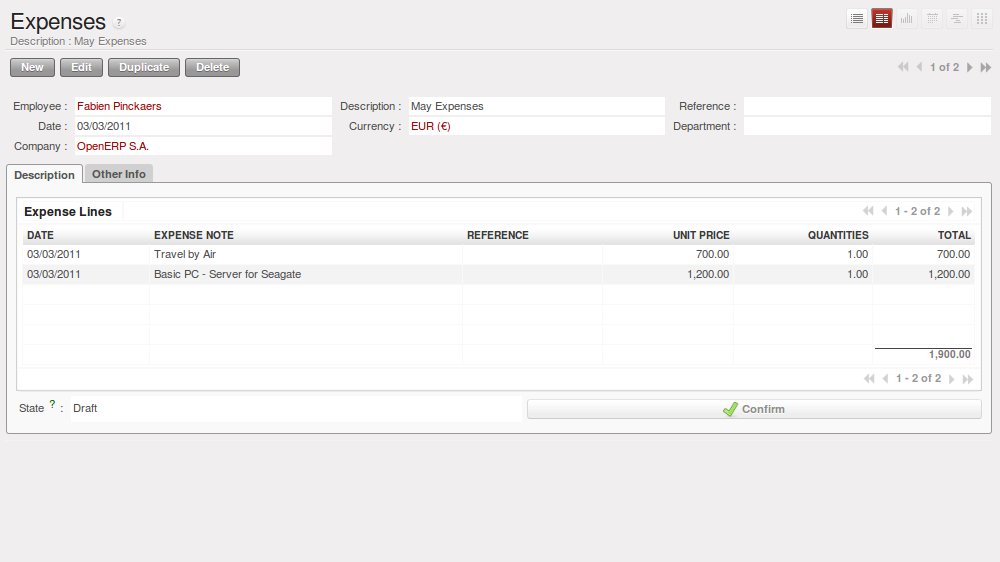 Expenses ?
Description : May Expenses
New Edit Duplicate Delete 1 of 2
Employee : Fabien Pinckaers Description : May Expenses Reference :
Date : 03/03/2011 Currency : EUR (€) Department :
Company : OpenERP S.A.
Description Other Info
Expense Lines 1 - 2 of 2
DATE EXPENSE NOTE REFERENCE UNIT PRICE QUANTITIES TOTAL
03/03/2011 Travel by Air 700.00 1.00 700.00
03/03/2011 Basic PC - Server for Seagate 1,200.00 1.00 1,200.00
1,900.00
1 - 2 of 2
State ? : Draft Confirm